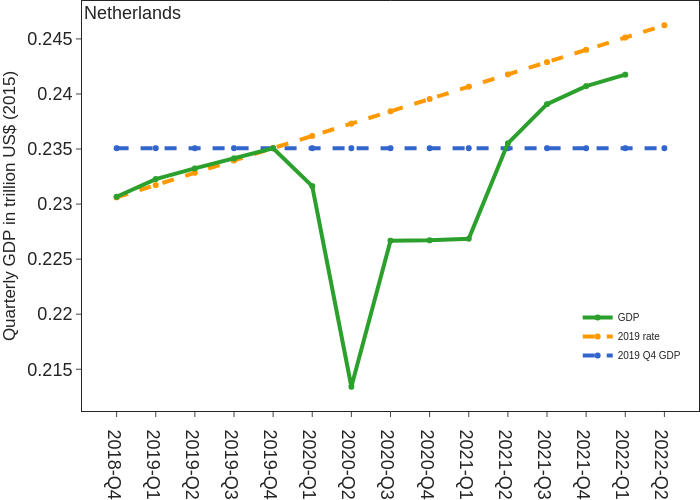 Netherlands
Quarterly GDP in trillion US$ (2015)
0.245
0.24
0.235
0.23
0.225
0.22
0.215
GDP
2019 rate
2019 Q4 GDP
2018-Q4
2019-Q1
2019-Q2
2019-Q3
2019-Q4
2020-Q1
2020-Q2
2020-Q3
2020-Q4
2021-Q1
2021-Q2
2021-Q3
2021-Q4
2022-Q1
2022-Q2